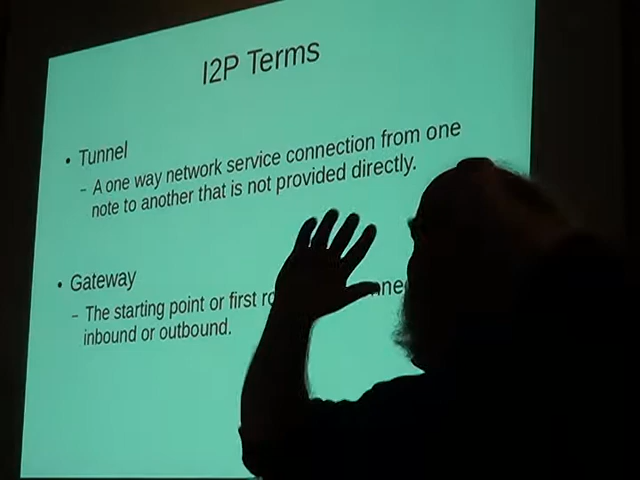 I2P Terms
• Tunnel
– A one way network service connection from one
note to another that is not provided directly.
• Gateway
– The starting point or first
inbound or outbound.